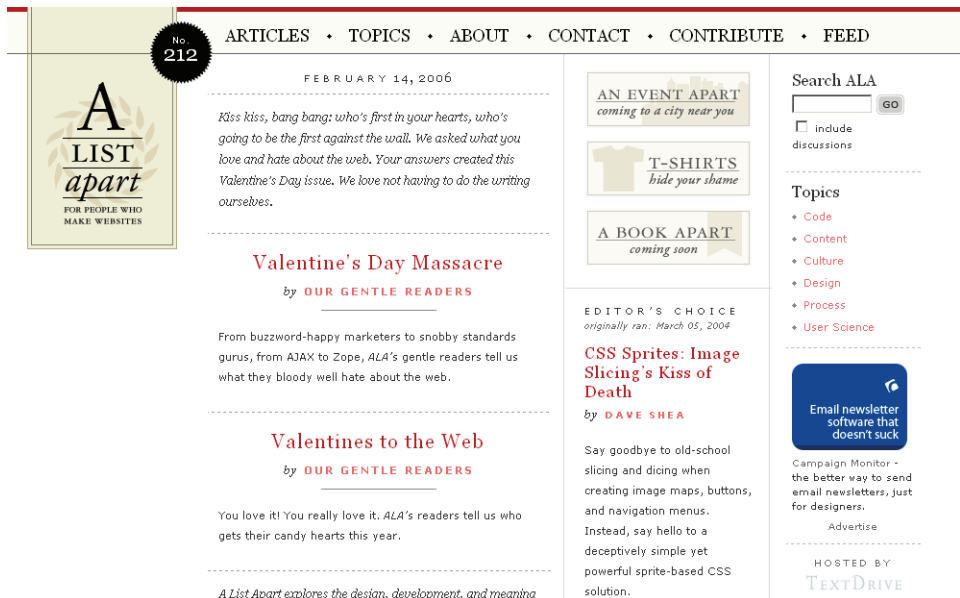 No.
212
ARTICLES • TOPICS • ABOUT • CONTACT • CONTRIBUTE • FEED
A
LIST
apart
FOR PEOPLE WHO
MAKE WEBSITES
FEBRUARY 14, 2006
Kiss kiss, bang bang: who's first in your hearts, who's
going to be the first against the wall. We asked what you
love and hate about the web. Your answers created this
Valentine's Day issue. We love not having to do the writing
ourselves.
Valentine's Day Massacre
by OUR GENTLE READERS
From buzzword-happy marketers to snobby standards
gurus, from AJAX to Zope, ALA's gentle readers tell us
what they bloody well hate about the web.
Valentines to the Web
by OUR GENTLE READERS
You love it! You really love it. ALA's readers tell us who
gets their candy hearts this year.
A List Apart explores the design, development, and meaning
AN EVENT APART
coming to a city near you
T-SHIRTS
hide your shame
A BOOK APART
coming soon
EDITOR'S CHOICE
originally ran: March 05, 2004
CSS Sprites: Image
Slicing's Kiss of
Death
by DAVE SHEA
Say goodbye to old-school
slicing and dicing when
creating image maps, buttons,
and navigation menus.
Instead, say hello to a
deceptively simple yet
powerful sprite-based CSS
solution.
Search ALA
GO
include
discussions
Topics
Code
Content
Culture
Design
Process
User Science
Email newsletter
software that
doesn't suck
Campaign Monitor -
the better way to send
email newsletters, just
for designers.
Advertise
HOSTED BY
TEXTDRIVE